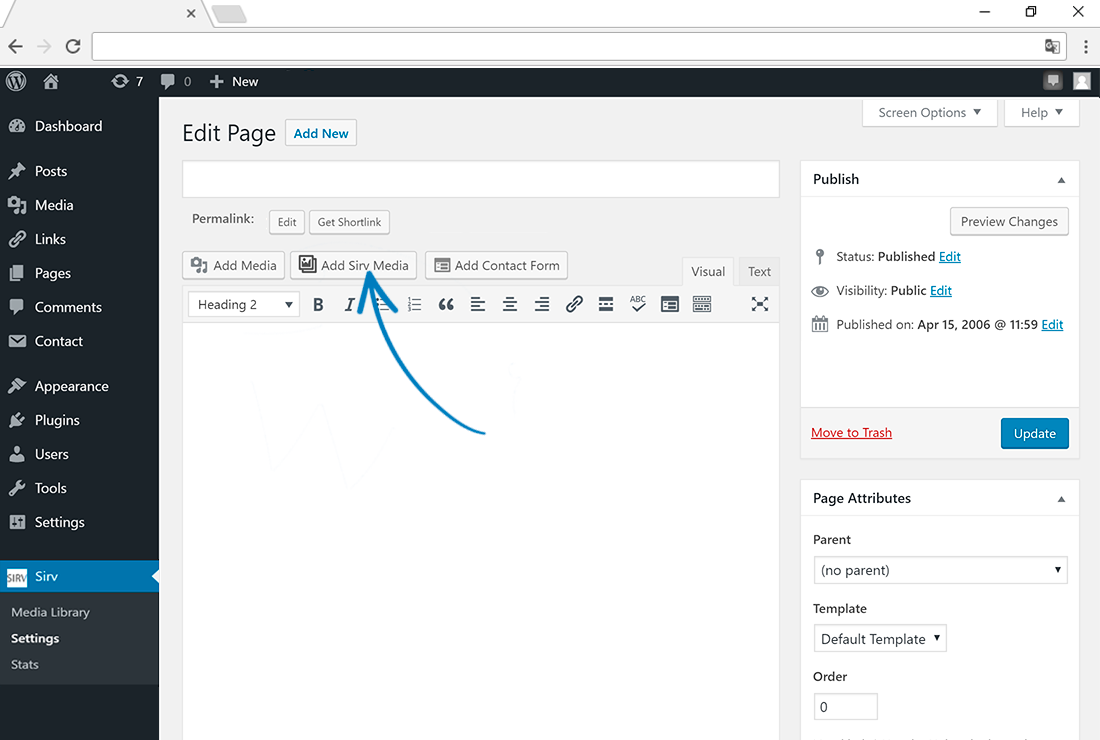 7 0 New
Screen Options Help
Dashboard
Posts
Media
Links
Pages
Comments
Contact
Appearance
Plugins
Users
Tools
Settings
SIRV Sirv
Media Library
Settings
Stats
Edit Page Add New
Permalink: Edit Get Shortlink
Add Media Add Sirv Media Add Contact Form
Visual Text
Heading 2 B I ABC
Publish
Preview Changes
Status: Published Edit
Visibility: Public Edit
Published on: Apr 15, 2006 @ 11:59 Edit
Move to Trash Update
Page Attributes
Parent
(no parent)
Template
Default Template
Order
0